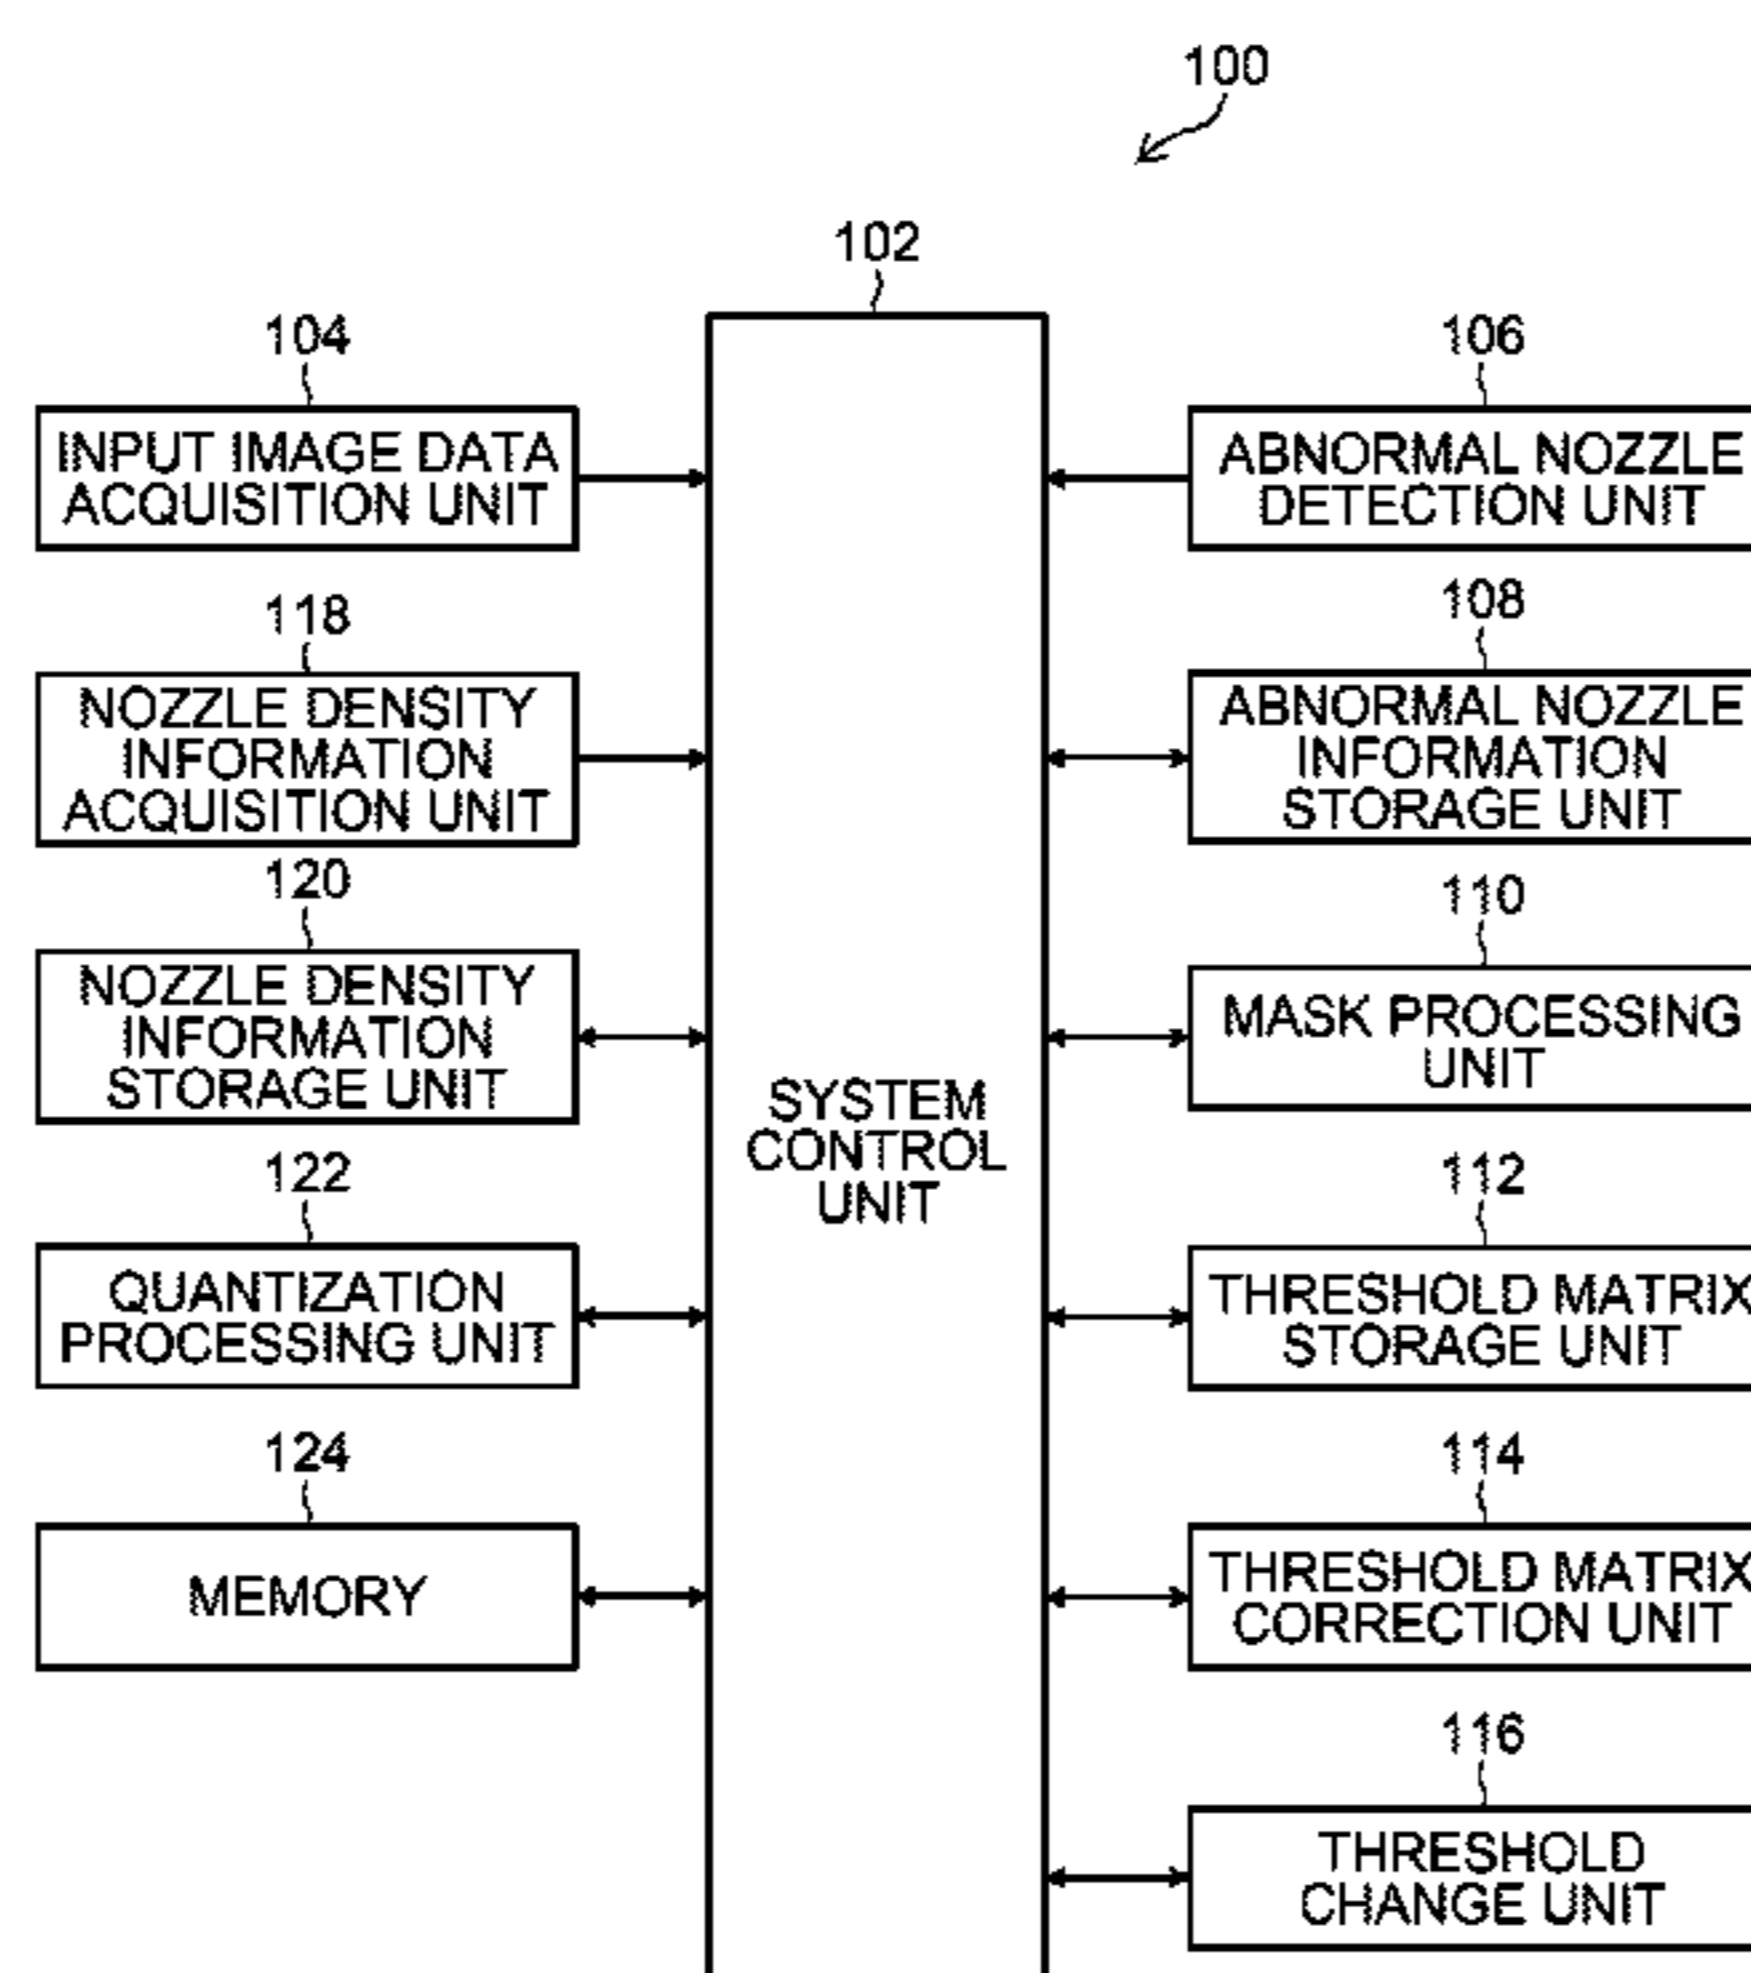 100
102
104
INPUT IMAGE DATA
ACQUISITION UNIT
118
NOZZLE DENSITY
INFORMATION
ACQUISITION UNIT
120
NOZZLE DENSITY
INFORMATION
STORAGE UNIT
122
QUANTIZATION
PROCESSING UNIT
124
MEMORY
SYSTEM
CONTROL
UNIT
106
ABNORMAL NOZZLE
DETECTION UNIT
108
ABNORMAL NOZZLE
INFORMATION
STORAGE UNIT
110
MASK PROCESSING
UNIT
112
THRESHOLD MATRIX
STORAGE UNIT
114
THRESHOLD MATRIX
CORRECTION UNIT
116
THRESHOLD
CHANGE UNIT